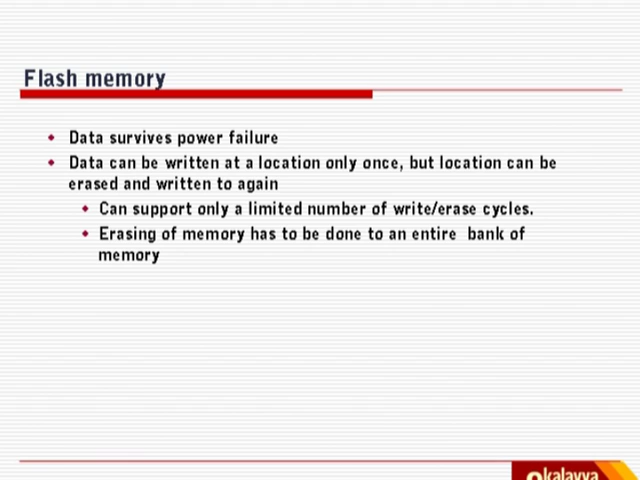 Flash memory
Data survives power failure
Data can be written at a location only once, but location can be
erased and written to again
Can support only a limited number of write/erase cycles.
Erasing of memory has to be done to an entire bank of
memory